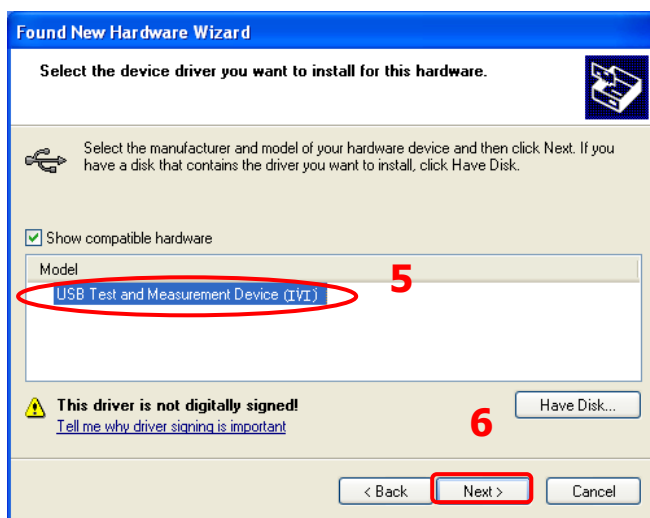 Found New Hardware Wizard
Select the device driver you want to install for this hardware.
Select the manufacturer and model of your hardware device and then click Next. If you
have a disk that contains the driver you want to install, click Have Disk.
Show compatible hardware
Model
5
USB Test and Measurement Device (IVI)
This driver is not digitally signed!
Have Disk...
Tell me why driver signing is important
6
< Back
Next >
Cancel